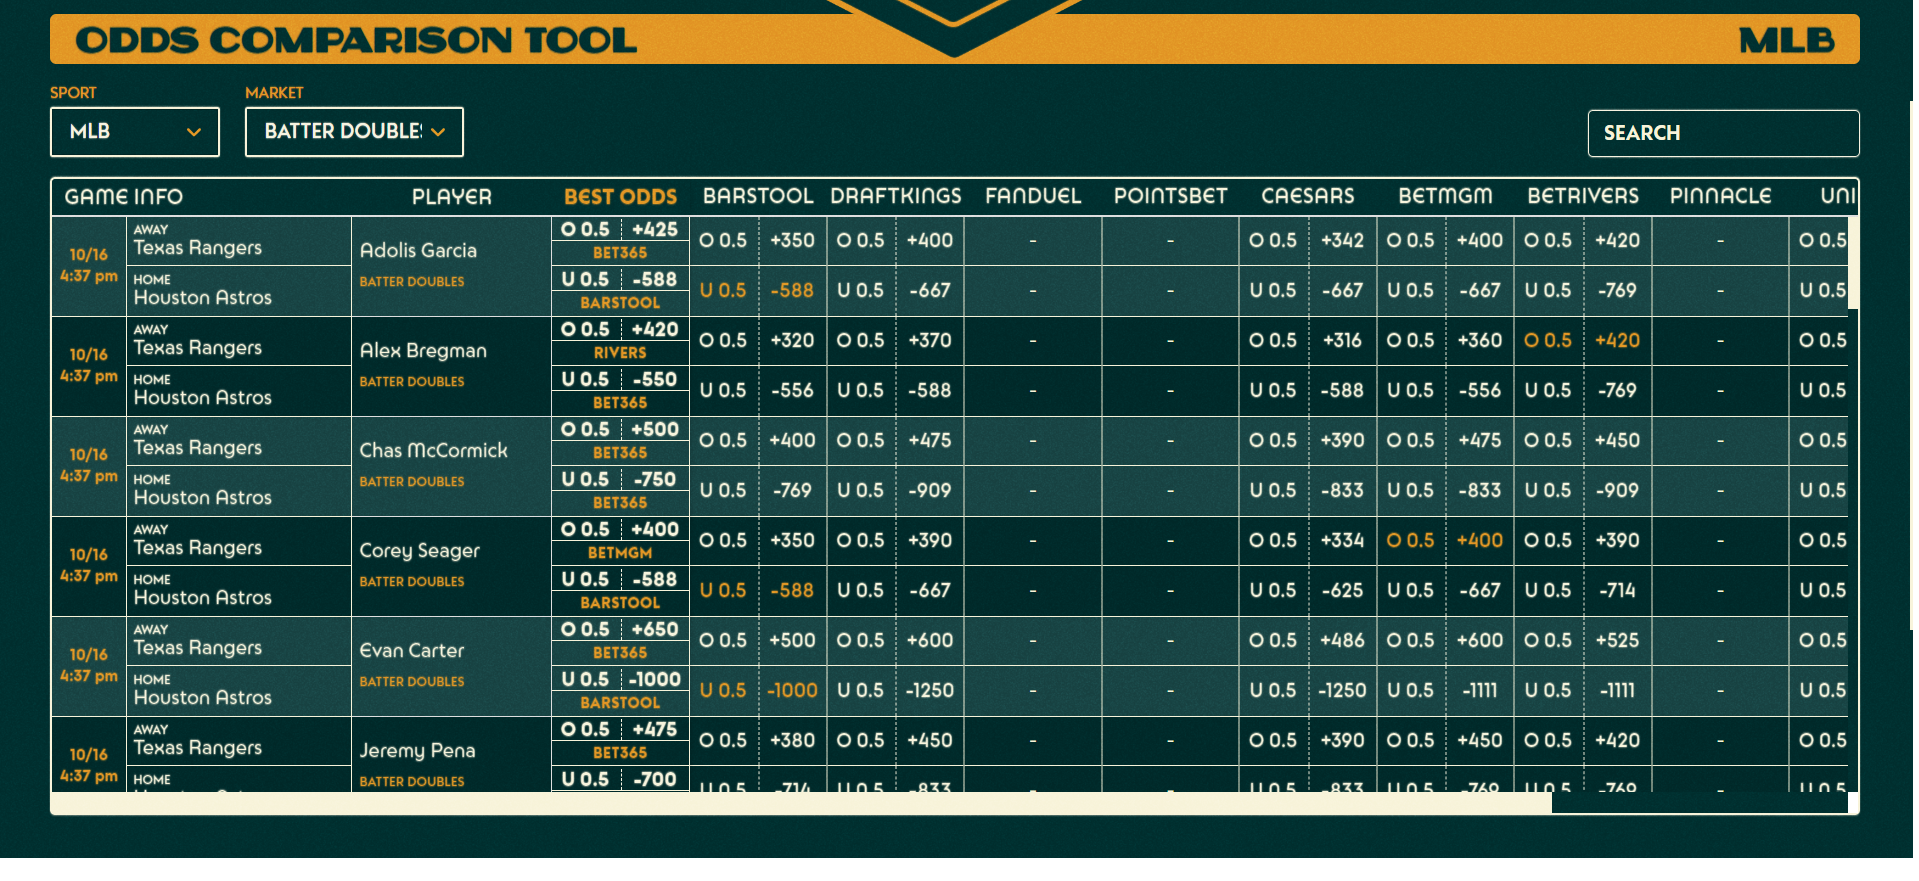 ODDS COMPARISON TOOL MLB
SPORT MARKET
MLB BATTER DOUBLES SEARCH
GAME INFO PLAYER BEST ODDS BARSTOOL DRAFTKINGS FANDUEL POINTSBET CAESARS BETMGM BETRIVERS PINNACLE UNI
10/16
4:37 pm
AWAY
Texas Rangers
HOME
Houston Astros
Adolis Garcia
BATTER DOUBLES
O 0.5 +425
BET365
U 0.5 -588
BARSTOOL
O 0.5 +350 O 0.5 +400 - - O 0.5 +342 O 0.5 +400 O 0.5 +420 - O 0.5
U 0.5 -588 U 0.5 -667 - - U 0.5 -667 U 0.5 -667 U 0.5 -769 - U 0.5
10/16
4:37 pm
AWAY
Texas Rangers
HOME
Houston Astros
Alex Bregman
BATTER DOUBLES
O 0.5 +420
RIVERS
U 0.5 -550
BET365
O 0.5 +320 O 0.5 +370 - - O 0.5 +316 O 0.5 +360 O 0.5 +420 - O 0.5
U 0.5 -556 U 0.5 -588 - - U 0.5 -588 U 0.5 -556 U 0.5 -769 - U 0.5
10/16
4:37 pm
AWAY
Texas Rangers
HOME
Houston Astros
Chas McCormick
BATTER DOUBLES
O 0.5 +500
BET365
U 0.5 -750
BET365
O 0.5 +400 O 0.5 +475 - - O 0.5 +390 O 0.5 +475 O 0.5 +450 - O 0.5
U 0.5 -769 U 0.5 -909 - - U 0.5 -833 U 0.5 -833 U 0.5 -909 - U 0.5
10/16
4:37 pm
AWAY
Texas Rangers
HOME
Houston Astros
Corey Seager
BATTER DOUBLES
O 0.5 +400
BETMGM
U 0.5 -588
BARSTOOL
O 0.5 +350 O 0.5 +390 - - O 0.5 +334 O 0.5 +400 O 0.5 +390 - O 0.5
U 0.5 -588 U 0.5 -667 - - U 0.5 -625 U 0.5 -667 U 0.5 -714 - U 0.5
10/16
4:37 pm
AWAY
Texas Rangers
HOME
Houston Astros
Evan Carter
BATTER DOUBLES
O 0.5 +650
BET365
U 0.5 -1000
BARSTOOL
O 0.5 +500 O 0.5 +600 - - O 0.5 +486 O 0.5 +600 O 0.5 +525 - O 0.5
U 0.5 -1000 U 0.5 -1250 - - U 0.5 -1250 U 0.5 -1111 U 0.5 -1111 - U 0.5
10/16
4:37 pm
AWAY
Texas Rangers
HOME
Jeremy Pena
BATTER DOUBLES
O 0.5 +475
BET365
U 0.5 -700
O 0.5 +380 O 0.5 +450 - - O 0.5 +390 O 0.5 +450 O 0.5 +420 - O 0.5
U 0.5 -714 U 0.5 -833 - - U 0.5 -833 U 0.5 -769 U 0.5 -769 - U 0.5